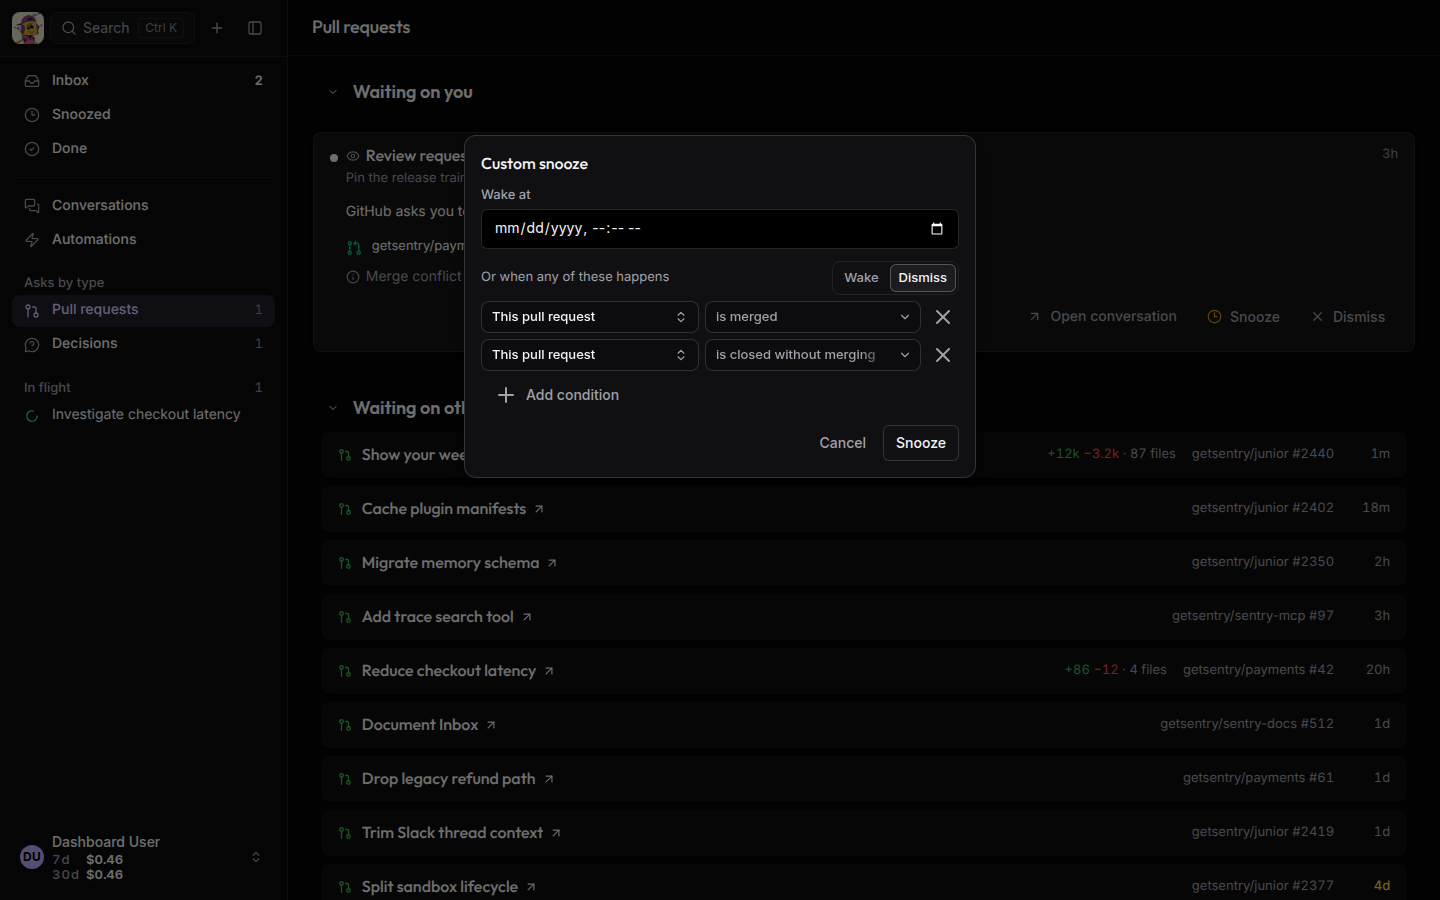 Search Ctrl K
Pull requests
Inbox 2
Snoozed
Done
Conversations
Automations
Asks by type
Pull requests 1
Decisions 1
In flight 1
Investigate checkout latency
Dashboard User
DU
7d $0.46
30d $0.46
Waiting on you
Review reques
3h
Pin the release train
GitHub asks you to
getsentry/paym
Merge conflict
Open conversation Snooze Dismiss
Custom snooze
Wake at
mm/dd/yyyy, --:-- --
Or when any of these happens Wake Dismiss
This pull request is merged
This pull request is closed without merging
Add condition
Cancel Snooze
Waiting on oth
Show your wee +12k −3.2k · 87 files getsentry/junior #2440 1m
Cache plugin manifests getsentry/junior #2402 18m
Migrate memory schema getsentry/junior #2350 2h
Add trace search tool getsentry/sentry-mcp #97 3h
Reduce checkout latency +86 −12 · 4 files getsentry/payments #42 20h
Document Inbox getsentry/sentry-docs #512 1d
Drop legacy refund path getsentry/payments #61 1d
Trim Slack thread context getsentry/junior #2419 1d
Split sandbox lifecycle getsentry/junior #2377 4d